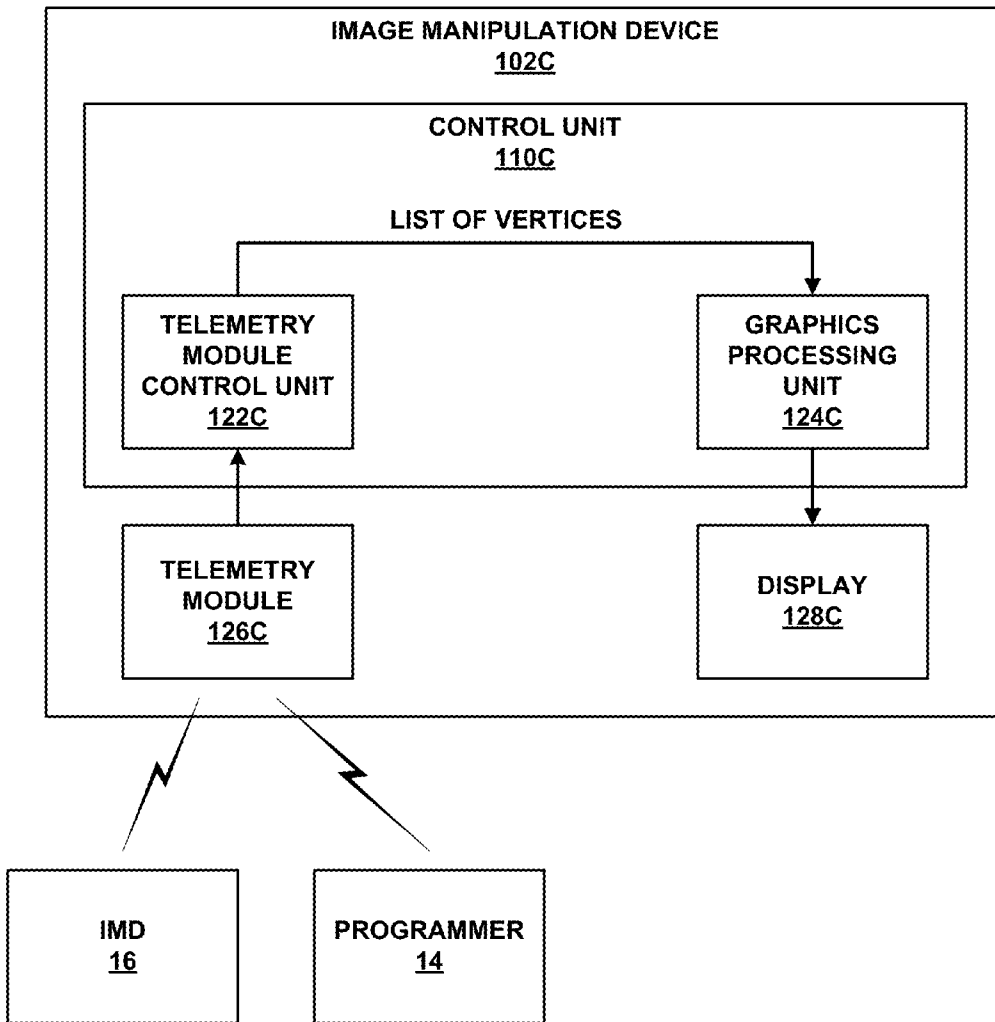 IMAGE MANIPULATION DEVICE
102C
CONTROL UNIT
110C
LIST OF VERTICES
TELEMETRY
MODULE
CONTROL UNIT
122C
GRAPHICS
PROCESSING
UNIT
124C
TELEMETRY
MODULE
126C
DISPLAY
128C
IMD
16
PROGRAMMER
14